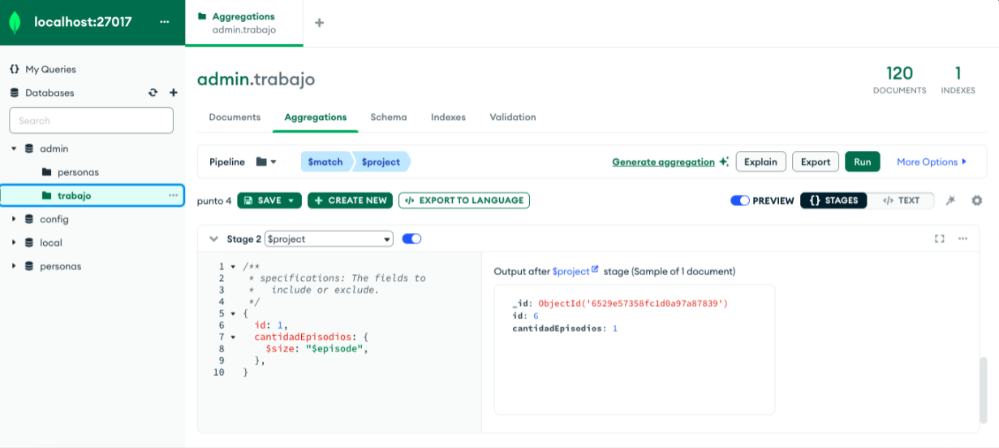 localhost:27017 ...
Aggregations
admin.trabajo
+
{} My Queries
Databases
Search
admin
personas
trabajo ...
config
local
personas
admin.trabajo
120
DOCUMENTS
1
INDEXES
Documents Aggregations Schema Indexes Validation
Pipeline $match $project Generate aggregation Explain Export Run More Options
punto 4 SAVE + CREATE NEW </> EXPORT TO LANGUAGE PREVIEW {} STAGES </> TEXT
Stage 2 $project ...
1 /**
2 * specifications: The fields to
3 * include or exclude.
4 */
5 {
6 id: 1,
7 cantidadEpisodios: {
8 $size: "$episode",
9 },
10 }
Output after $project stage (Sample of 1 document)
_id: ObjectId('6529e57358fc1d0a97a87839')
id: 6
cantidadEpisodios: 1